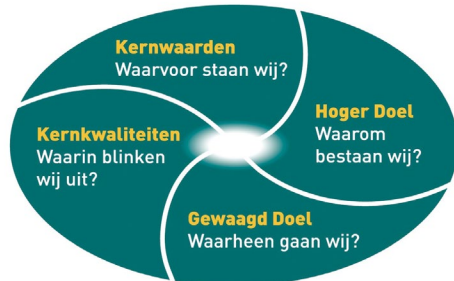 Kernwaarden
Waarvoor staan wij?
Hoger Doel
Waarom
bestaan wij?
Kernkwaliteiten
Waarin blinken
wij uit?
Gewaagd Doel
Waarheen gaan wij?